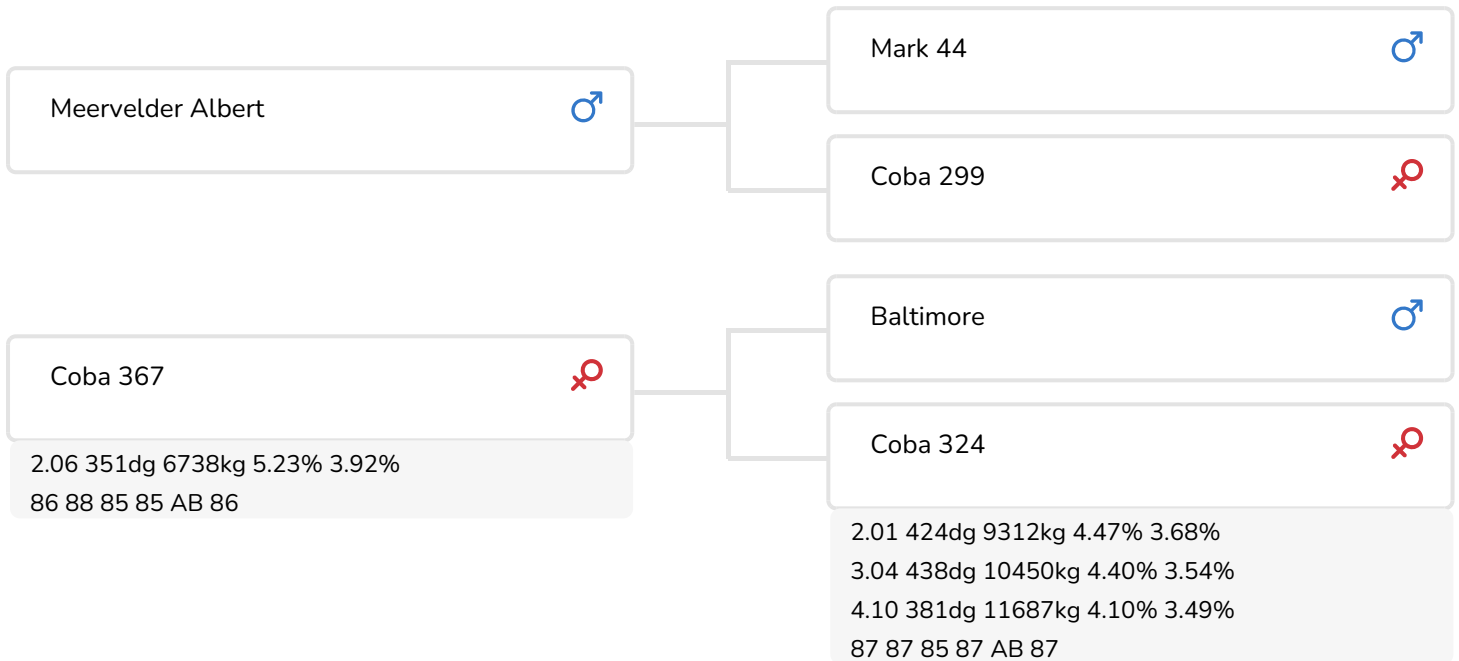 Meervelder Albert
Mark 44
Coba 299
Coba 367
2.06 351dg 6738kg 5.23% 3.92%
86 88 85 85 AB 86
Baltimore
Coba 324
2.01 424dg 9312kg 4.47% 3.68%
3.04 438dg 10450kg 4.40% 3.54%
4.10 381dg 11687kg 4.10% 3.49%
87 87 85 87 AB 87